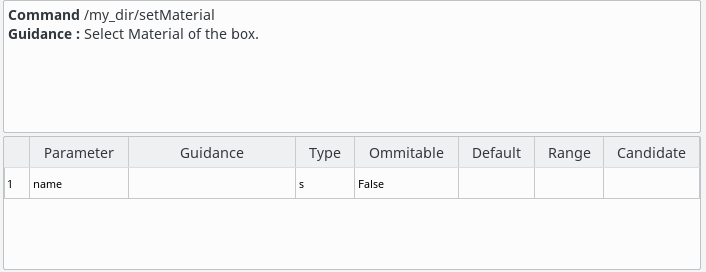 Command /my_dir/setMaterial
Guidance : Select Material of the box.
Parameter Guidance Type Ommitable Default Range Candidate
1 name s False